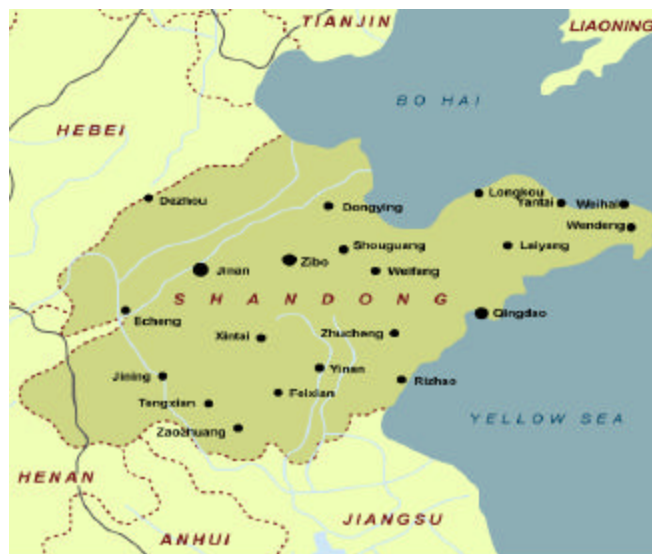 TIANJIN
LIAONING
BO HAI
HEBEI
Longkou
Yantai
Weihai
Dezhou
Dongying
Wendeng
Shouguang
Laiyang
Zibo
Jinan
Weifang
SHANDONG
Echeng
Qingdao
Xintai
Zhucheng
Yinan
Jining
Rizhao
Feixian
Tengxian
Zaozhuang
YELLOW SEA
HENAN
JIANGSU
ANHUI